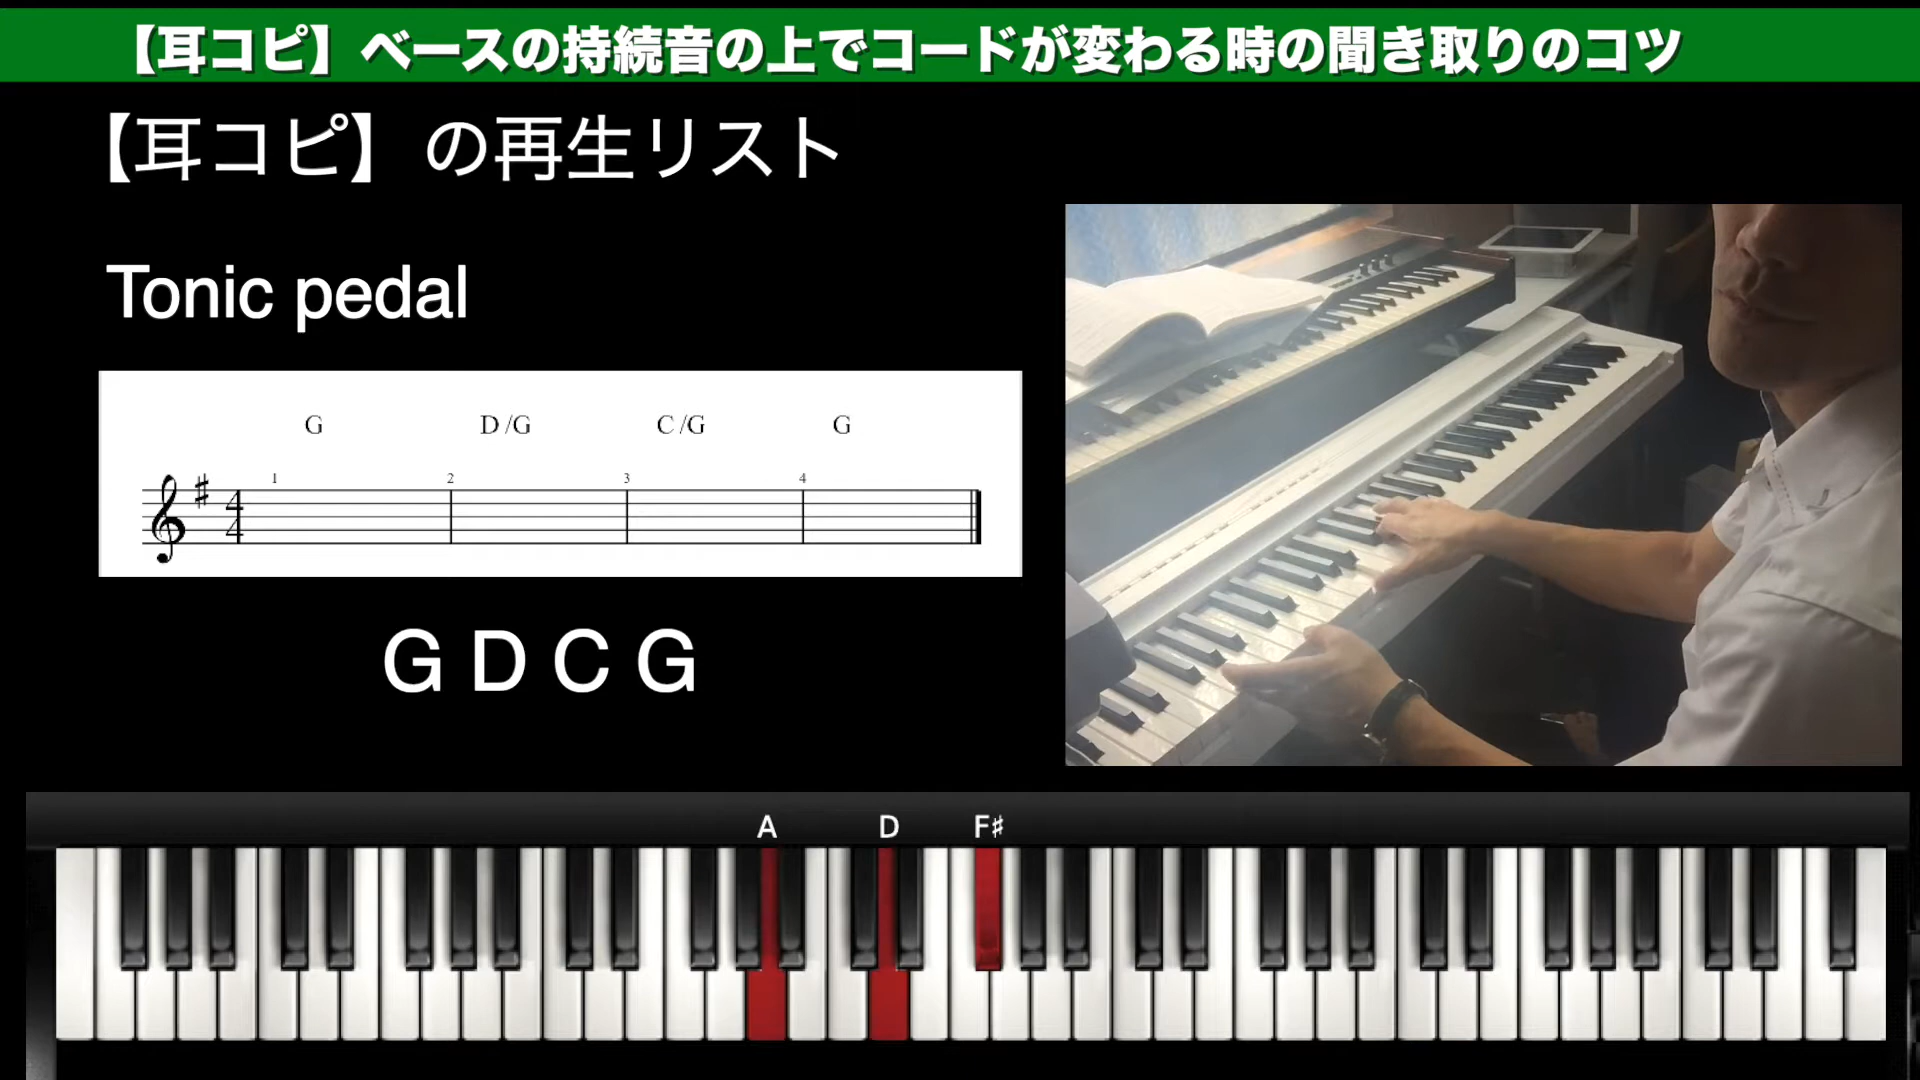 【耳コピ】ベースの持続音の上でコードが変わる時の聞き取りのコツ
【耳コピ】の再生リスト
Tonic pedal
G D/G C/G G
1 2 3 4
4
4
G D C G
A D F♯